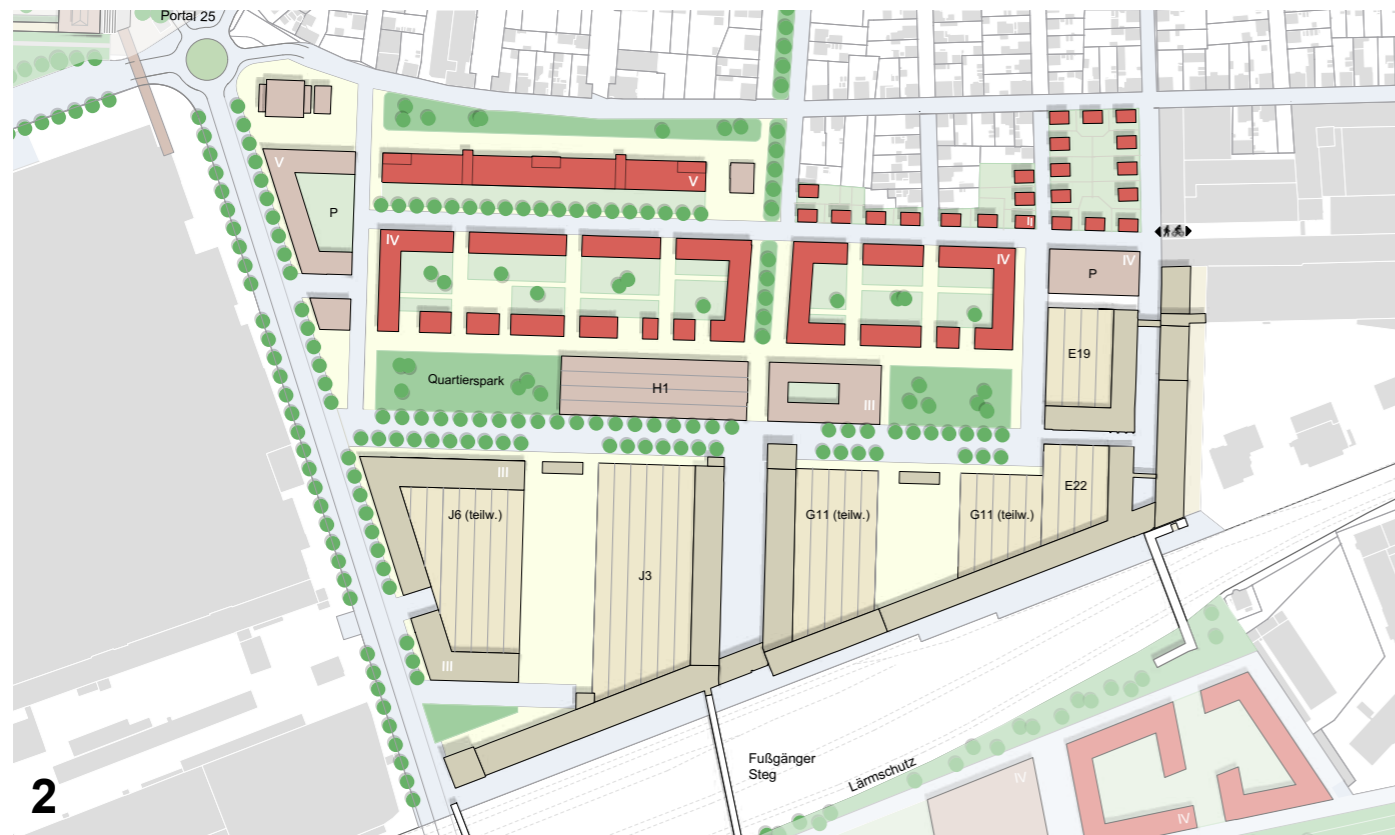 Portal 25
V
P
V
II
IV
IV
IV
P
E19
Quartierspark
H1
III
III
J6 (teilw.)
J3
G11 (teilw.)
G11 (teilw.)
E22
III
Fußgänger
Steg
Lärmschutz
IV
IV
2